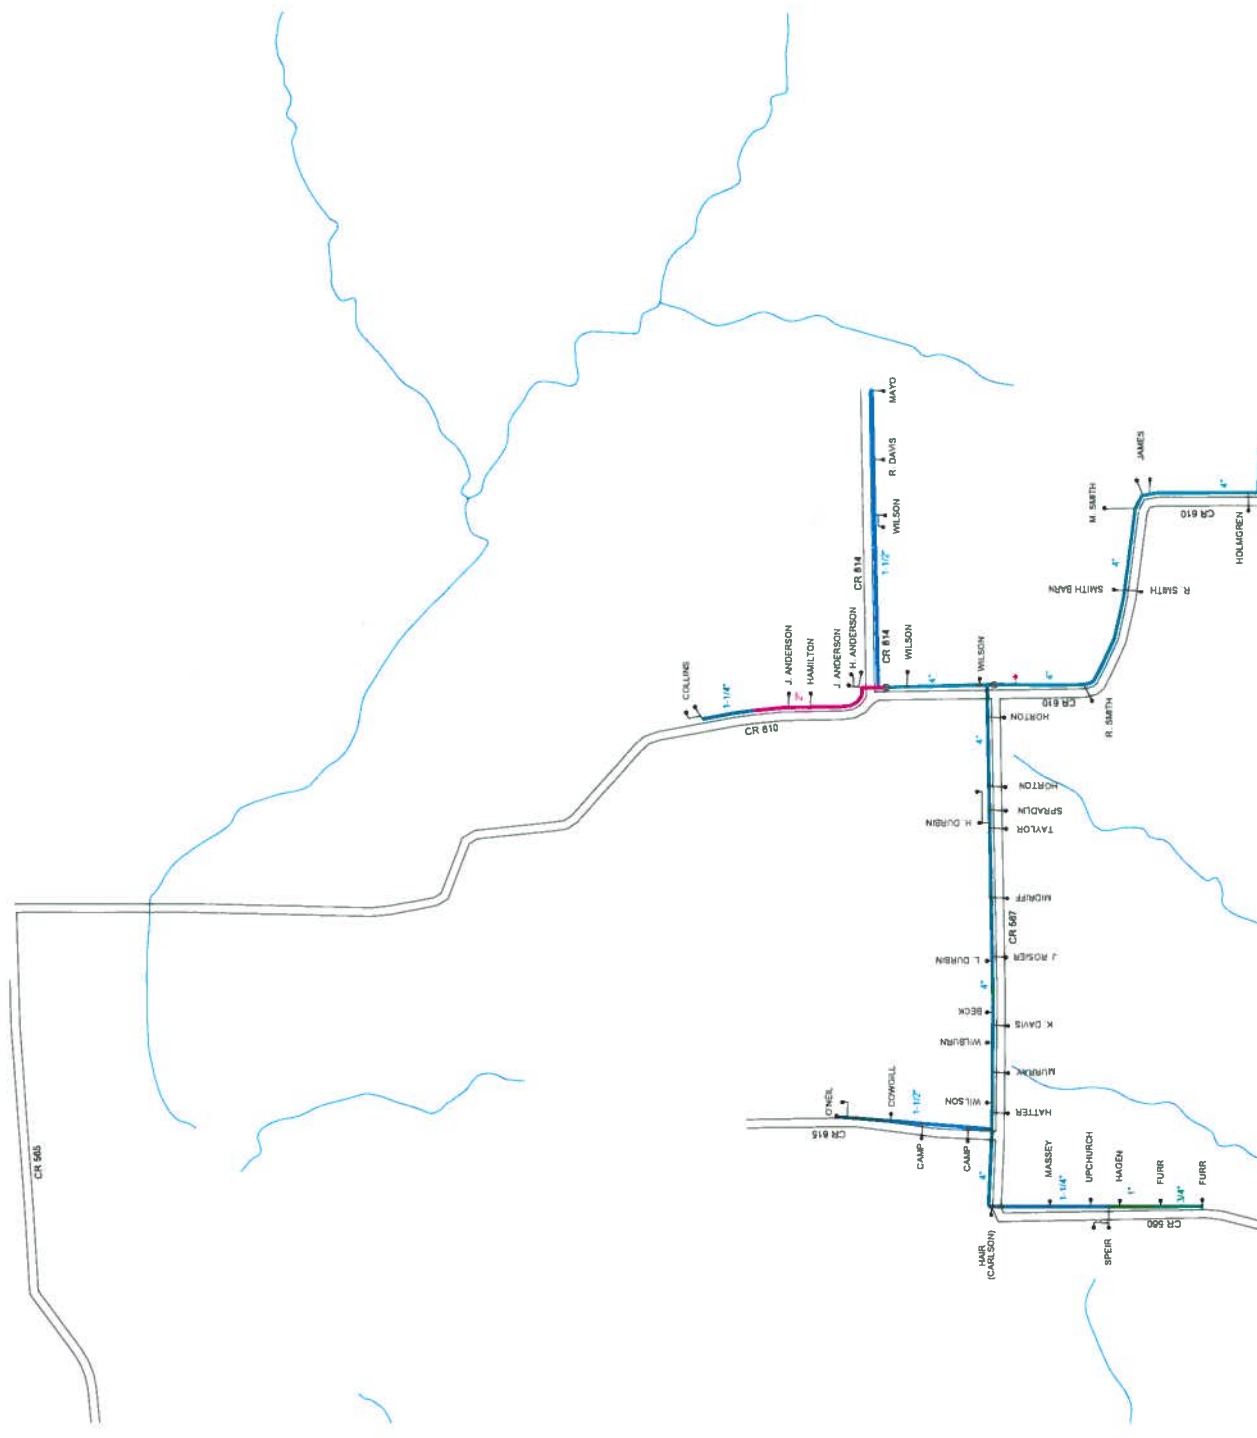 MAYO
R. DAVIS
WILSON
1-1/2"
CR 614
CR 614
JAMES
M. SMITH
4"
CR 610
HOLMGREN
4"
SMITH BARN
R. SMITH
H. ANDERSON
J. ANDERSON
WILSON
4"
WILSON
4"
CR 610
R. SMITH
HAMILTON
J. ANDERSON
2"
COLLINS
1-1/4"
CR 610
HORTON
4"
HORTON
SPRADLIN
TAYLOR
H. DURBIN
MIDRIFF
CR 567
J. ROSIER
L. DURBIN
4"
BECK
K. DAVIS
WILBURN
MURRAY
WILSON
HATTER
O'NEIL
COWGILL
1-1/2"
CR 615
CAMP
CAMP
4"
MASSEY
1-1/4"
UPCHURCH
HAGEN
1"
FURR
3/4"
FURR
CR 560
HAIR
(CARLSON)
SPEIR
CR 565